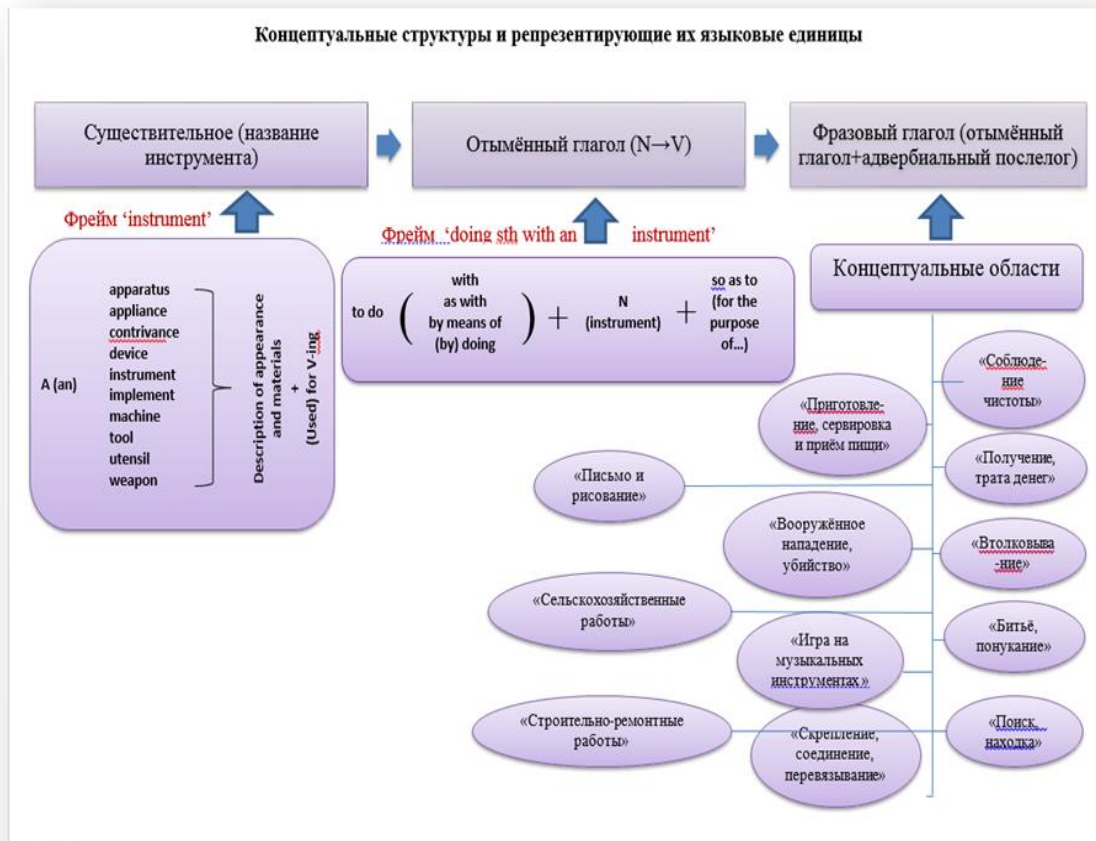 Концептуальные структуры и репрезентирующие их языковые единицы
Существительное (название
инструмента)
Отымённый глагол (N→V)
Фразовый глагол (отымённый
глагол+адвербиальный послелог)
Фрейм ‘instrument’
Фрейм ‘doing sth with an instrument’
A (an)
apparatus
appliance
contrivance
device
instrument
implement
machine
tool
utensil
weapon
Description of appearance
and materials
+
(Used) for V-ing
to do
(
with
as with
by means of
(by) doing
)
+
N
(instrument)
+
so as to
(for the
purpose
of...)
Концептуальные области
«Соблюде-
ние
чистоты»
«Приготовле-
ние, сервировка
и приём пищи»
«Получение,
трата денег»
«Письмо и
рисование»
«Вооружённое
нападение,
убийство»
«Втолковыва
-ние»
«Сельскохозяйственные
работы»
«Битьё,
понукание»
«Игра на
музыкальных
инструментах»
«Строительно-ремонтные
работы»
«Скрепление,
соединение,
перевязывание»
«Поиск,
находка»